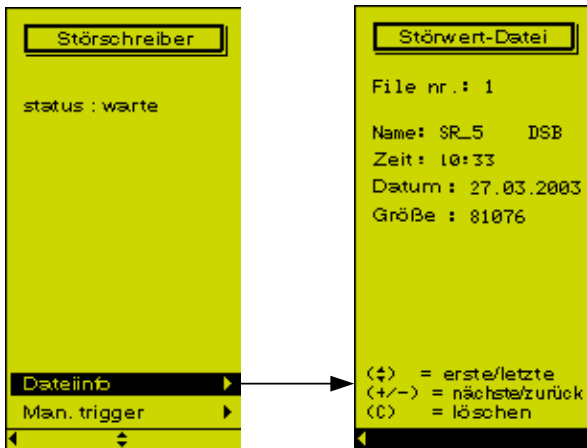 Störschreiber
status : warte
Dateiinfo
Man. trigger
Störwert-Datei
File nr.: 1
Name: SR_5 DSB
Zeit: 10:33
Datum : 27.03.2003
Größe : 81076
(↕) = erste/letzte
(+/-) = nächste/zurück
(C) = löschen